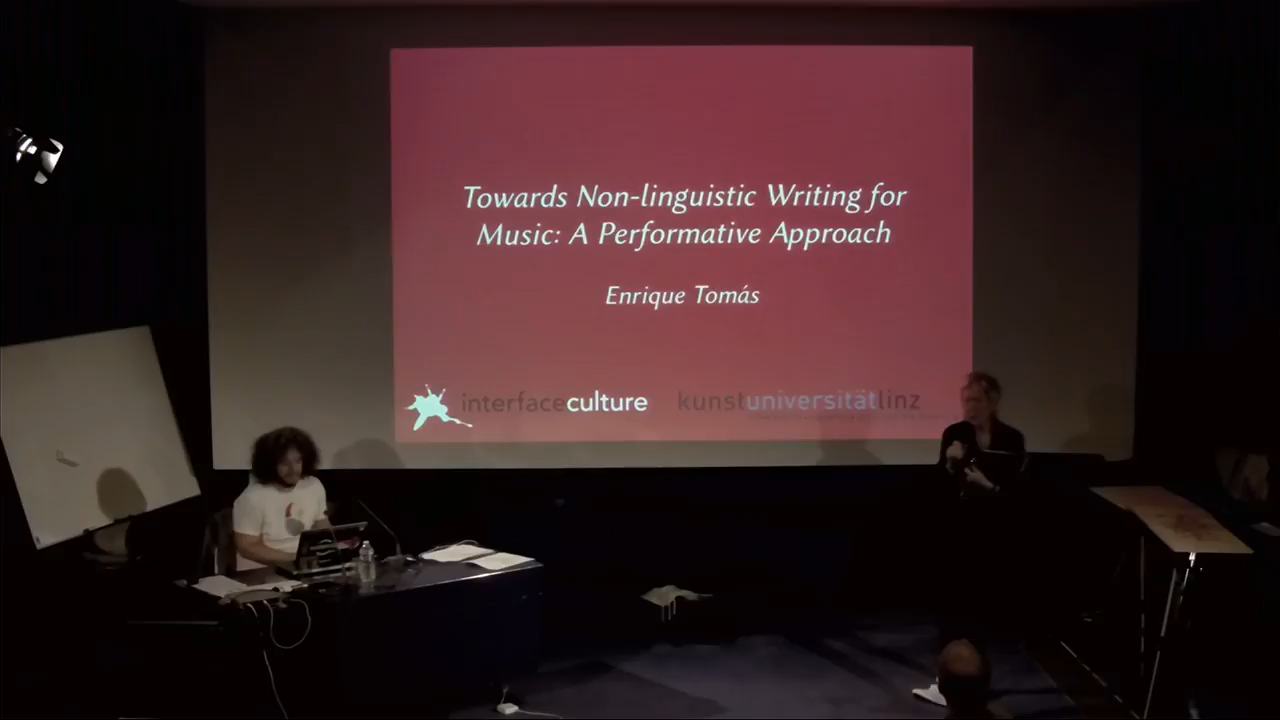 Towards Non-linguistic Writing for
Music: A Performative Approach
Enrique Tomás
interfaceculture
kunstuniversitätlinz